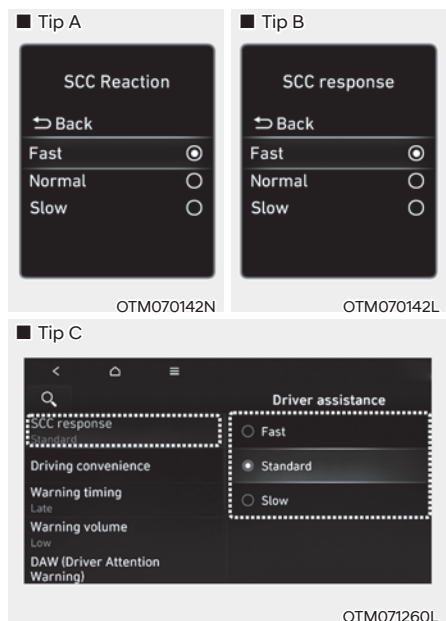 ■ Tip A
SCC Reaction
Back
Fast
Normal
Slow
OTM070142N
■ Tip B
SCC response
Back
Fast
Normal
Slow
OTM070142L
■ Tip C
SCC response
Standard
Driving convenience
Warning timing
Late
Warning volume
Low
DAW (Driver Attention
Warning)
Driver assistance
Fast
Standard
Slow
OTM071260L